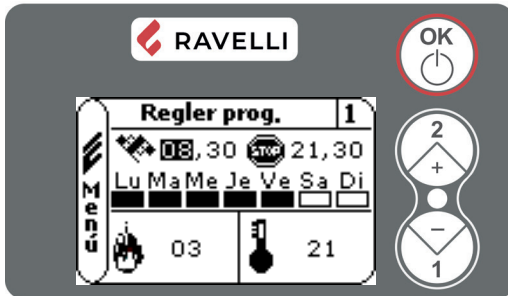 RAVELLI
OK
Regler prog. 1
08,30 STOP 21,30
Lu Ma Me Je Ve Sa Di
03 21
Menú
2
+
−
1